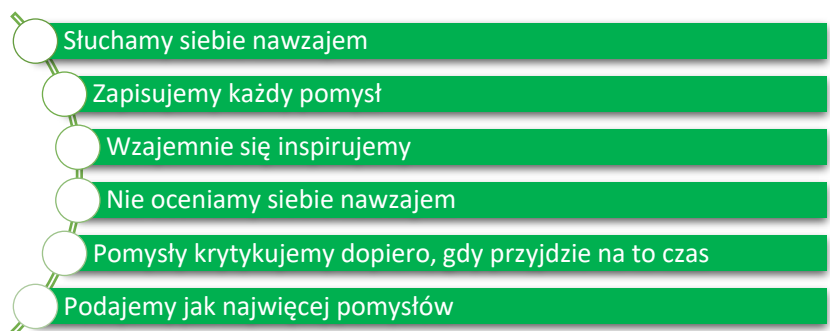 Słuchamy siebie nawzajem
Zapisujemy każdy pomysł
Wzajemnie się inspirujemy
Nie oceniamy siebie nawzajem
Pomysły krytykujemy dopiero, gdy przyjdzie na to czas
Podajemy jak najwięcej pomysłów